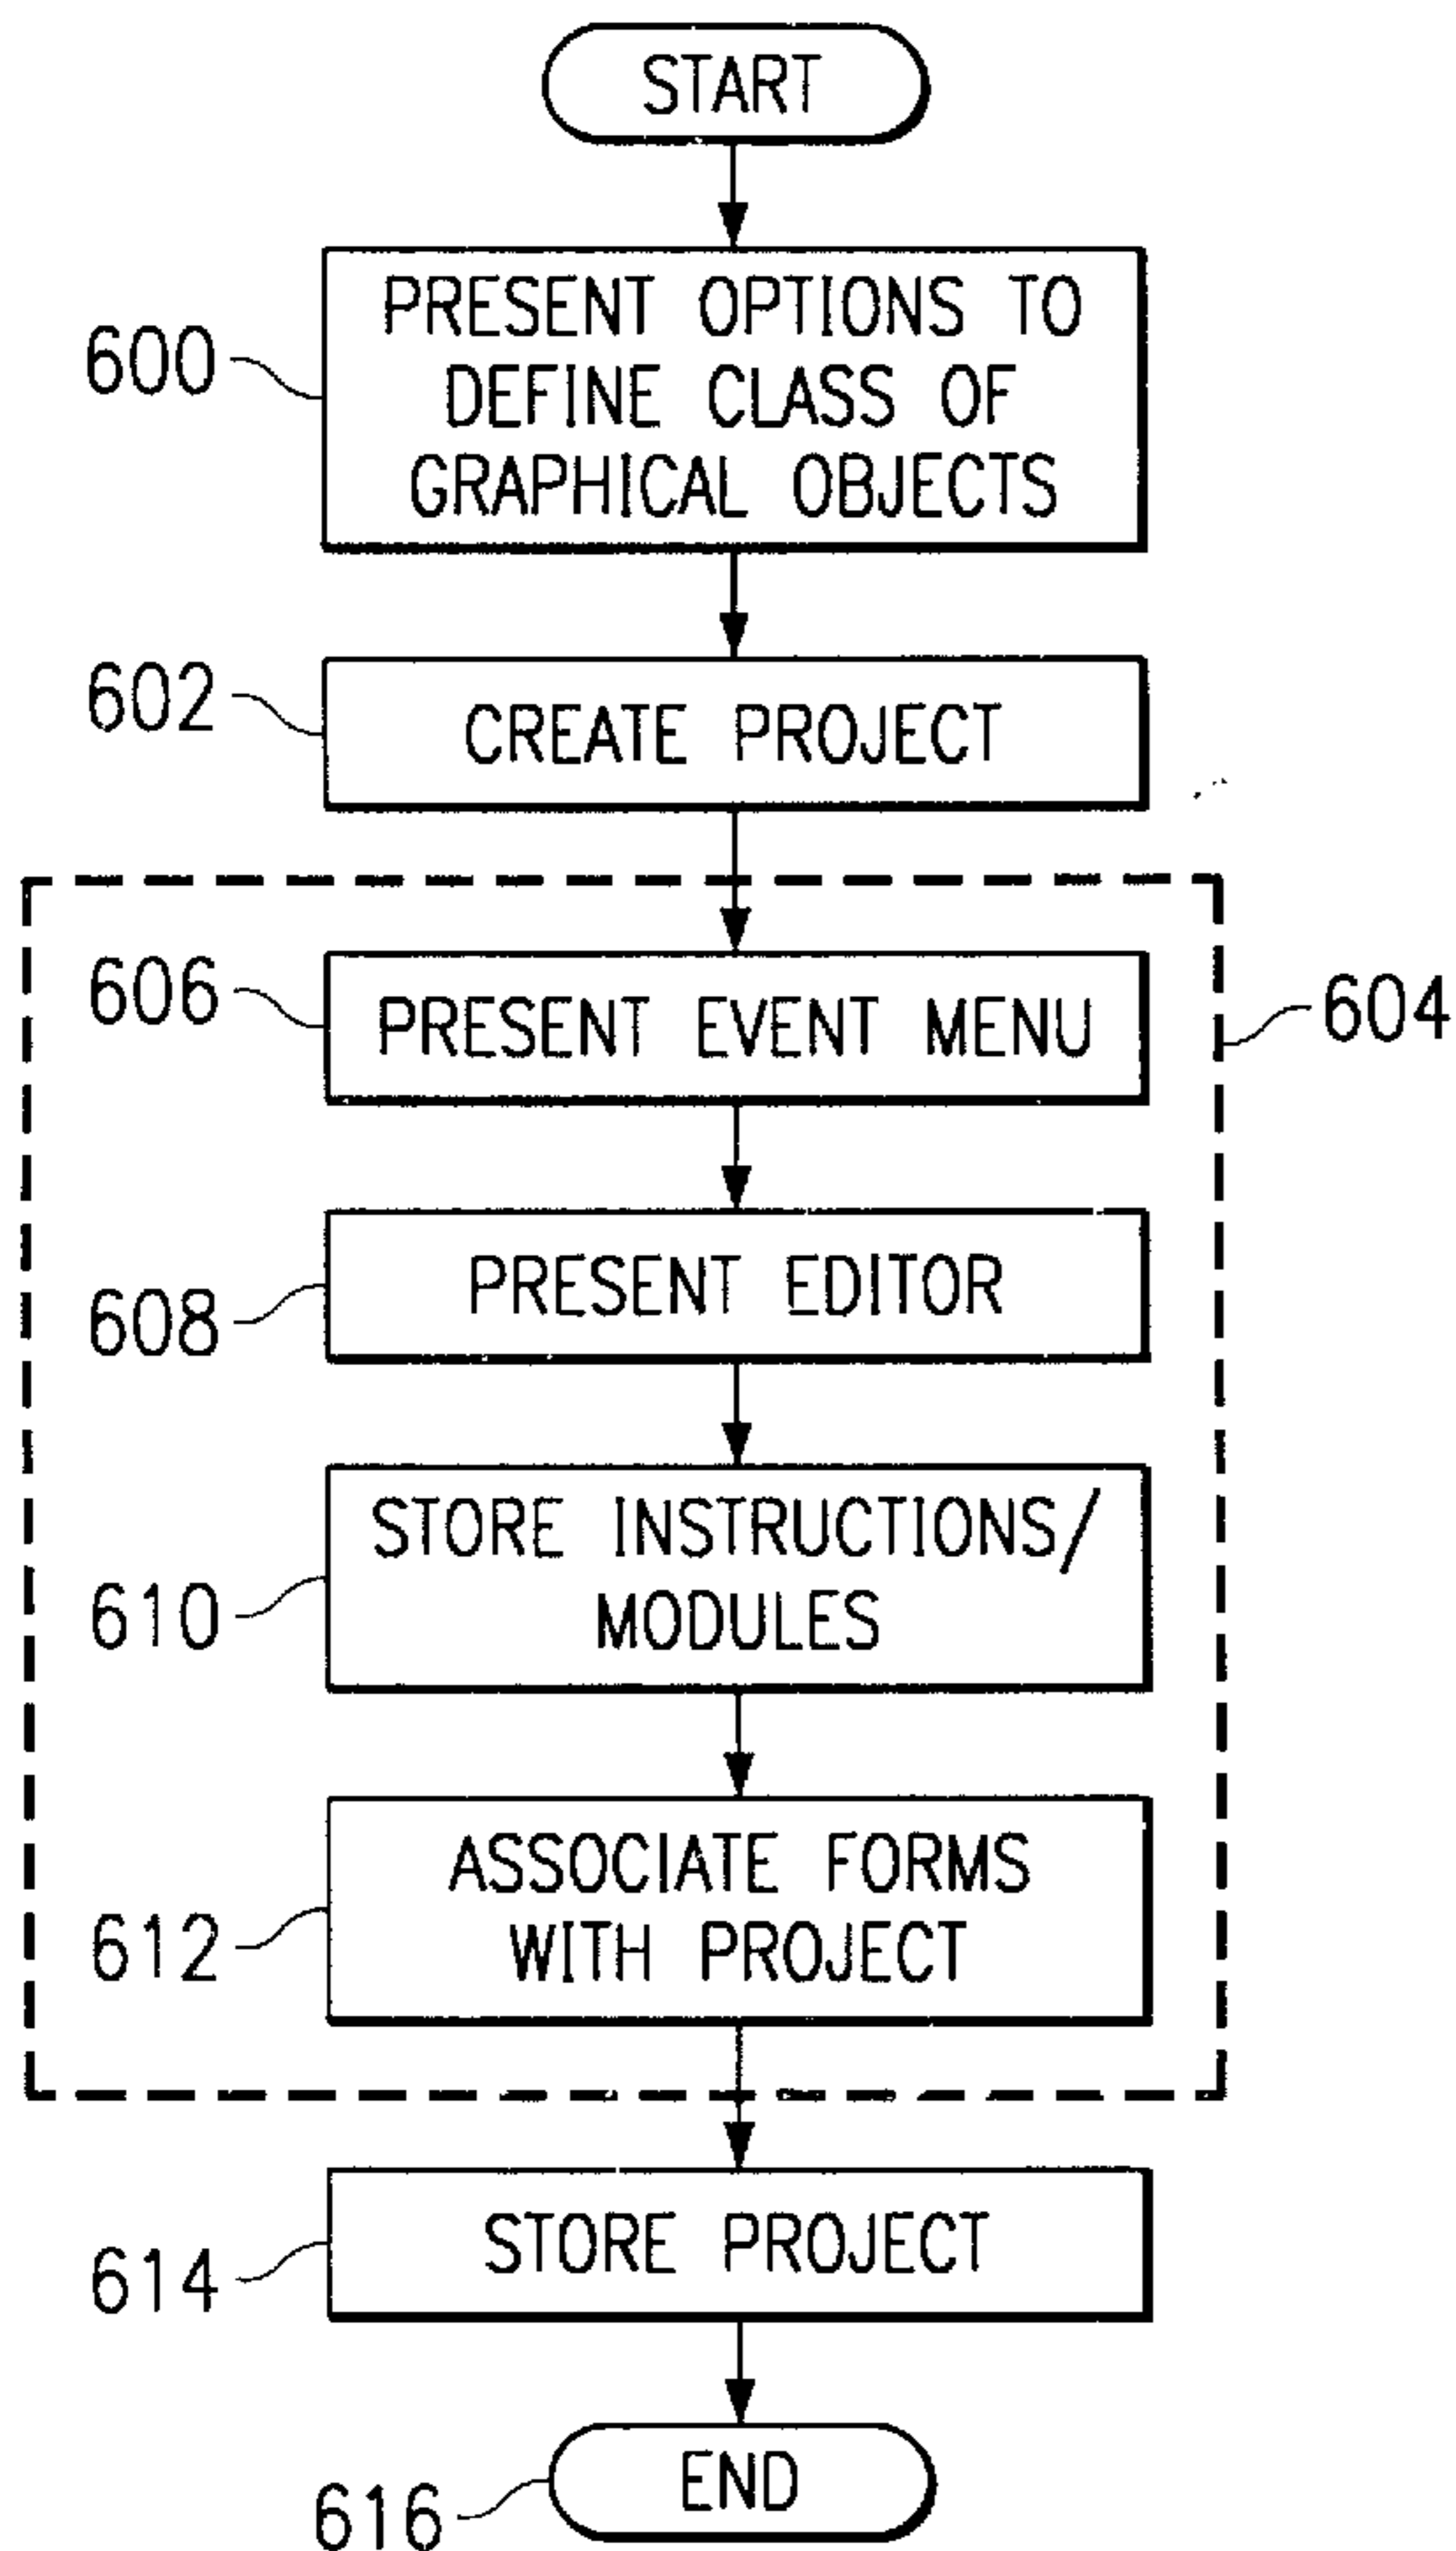 START
600
PRESENT OPTIONS TO
DEFINE CLASS OF
GRAPHICAL OBJECTS
602
CREATE PROJECT
604
606
PRESENT EVENT MENU
608
PRESENT EDITOR
610
STORE INSTRUCTIONS/
MODULES
612
ASSOCIATE FORMS
WITH PROJECT
614
STORE PROJECT
616
END